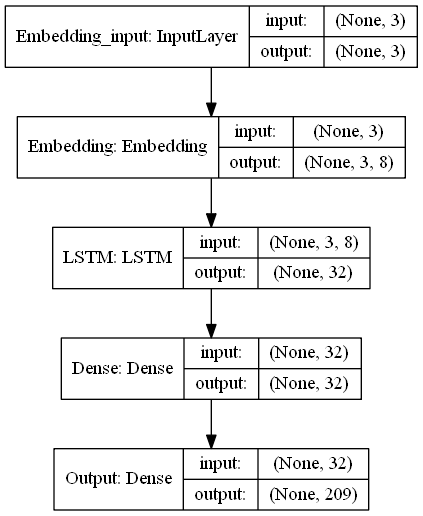 Embedding_input: InputLayer
input: (None, 3)
output: (None, 3)
Embedding: Embedding
input: (None, 3)
output: (None, 3, 8)
LSTM: LSTM
input: (None, 3, 8)
output: (None, 32)
Dense: Dense
input: (None, 32)
output: (None, 32)
Output: Dense
input: (None, 32)
output: (None, 209)